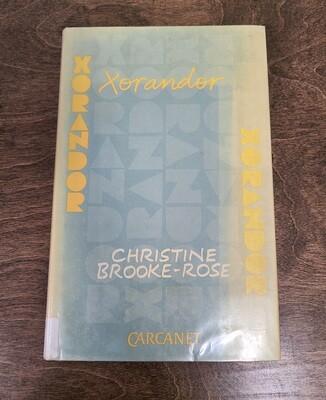 XORANDOR
Xorandor
XORANDOR
CHRISTINE
BROOKE-ROSE
CARCANET